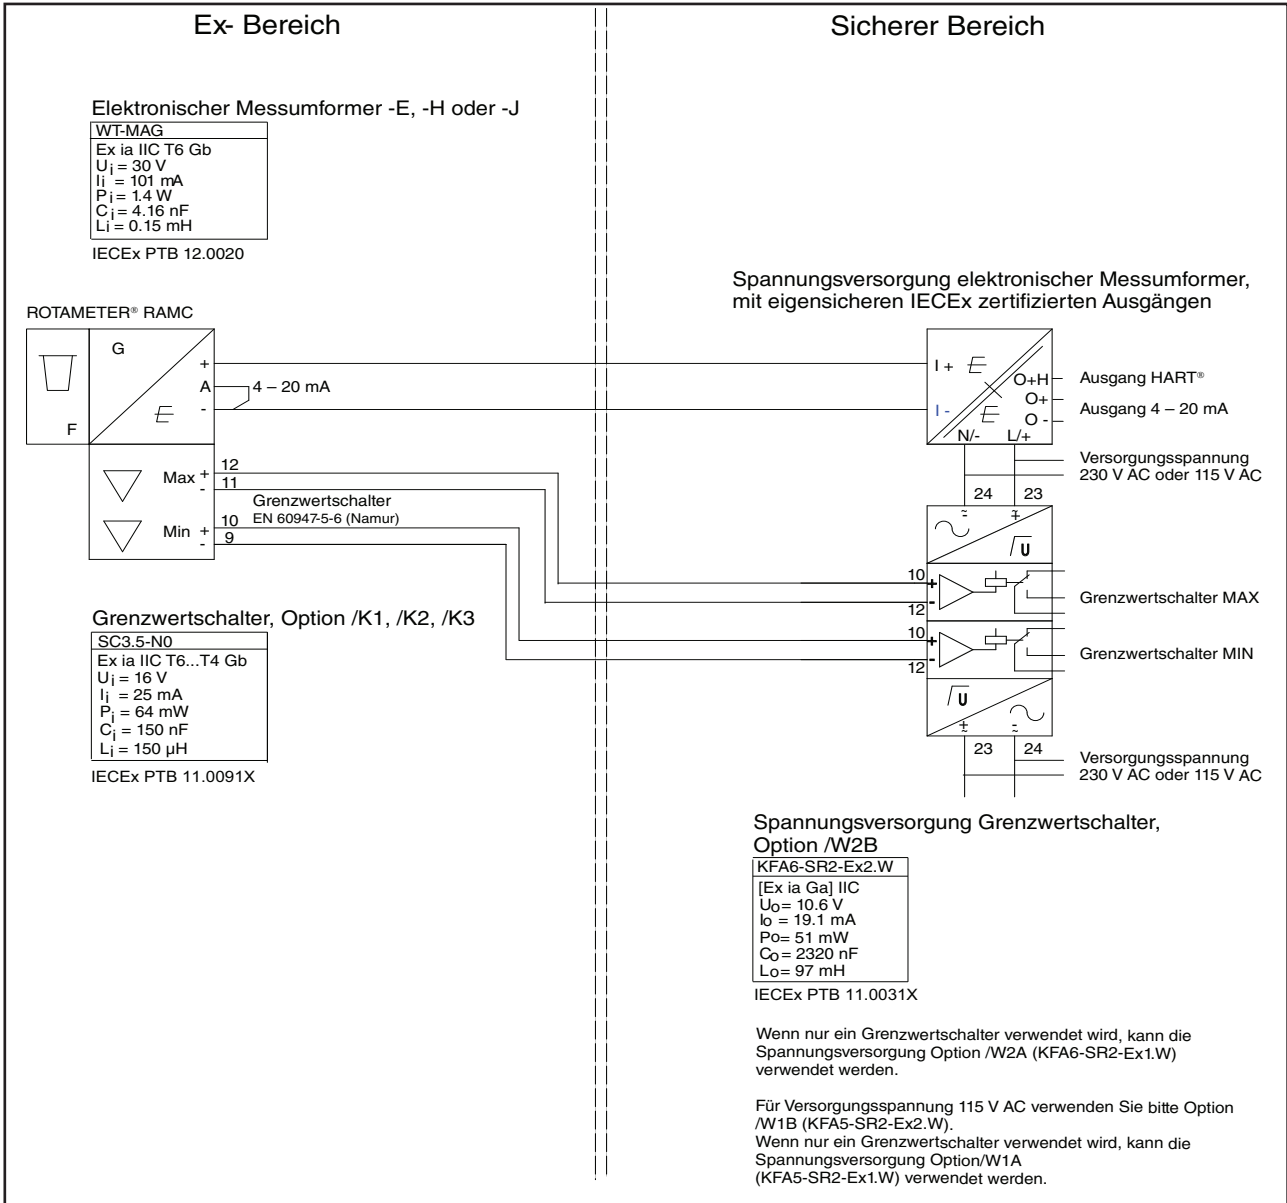 Ex- Bereich
Sicherer Bereich
Elektronischer Messumformer -E, -H oder -J
WT-MAG
Ex ia IIC T6 Gb
Ui = 30 V
Ii = 101 mA
Pi = 1.4 W
Ci = 4.16 nF
Li = 0.15 mH
IECEx PTB 12.0020
Spannungsversorgung elektronischer Messumformer,
mit eigensicheren IECEx zertifizierten Ausgängen
ROTAMETER® RAMC
G
F
E
+
A
-
4 – 20 mA
I +
I -
E
E
O+H
O+
O -
N/-
L/+
Ausgang HART®
Ausgang 4 – 20 mA
Versorgungsspannung
230 V AC oder 115 V AC
24
23
Max + 12
- 11
Grenzwertschalter
EN 60947-5-6 (Namur)
Min + 10
- 9
U
10
+
-
12
Grenzwertschalter MAX
10
+
-
12
Grenzwertschalter MIN
U
23
24
Versorgungsspannung
230 V AC oder 115 V AC
Grenzwertschalter, Option /K1, /K2, /K3
SC3.5-N0
Ex ia IIC T6...T4 Gb
Ui = 16 V
Ii = 25 mA
Pi = 64 mW
Ci = 150 nF
Li = 150 µH
IECEx PTB 11.0091X
Spannungsversorgung Grenzwertschalter,
Option /W2B
KFA6-SR2-Ex2.W
[Ex ia Ga] IIC
Uo= 10.6 V
Io = 19.1 mA
Po= 51 mW
Co= 2320 nF
Lo= 97 mH
IECEx PTB 11.0031X
Wenn nur ein Grenzwertschalter verwendet wird, kann die
Spannungsversorgung Option /W2A (KFA6-SR2-Ex1.W)
verwendet werden.
Für Versorgungsspannung 115 V AC verwenden Sie bitte Option
/W1B (KFA5-SR2-Ex2.W).
Wenn nur ein Grenzwertschalter verwendet wird, kann die
Spannungsversorgung Option/W1A
(KFA5-SR2-Ex1.W) verwendet werden.